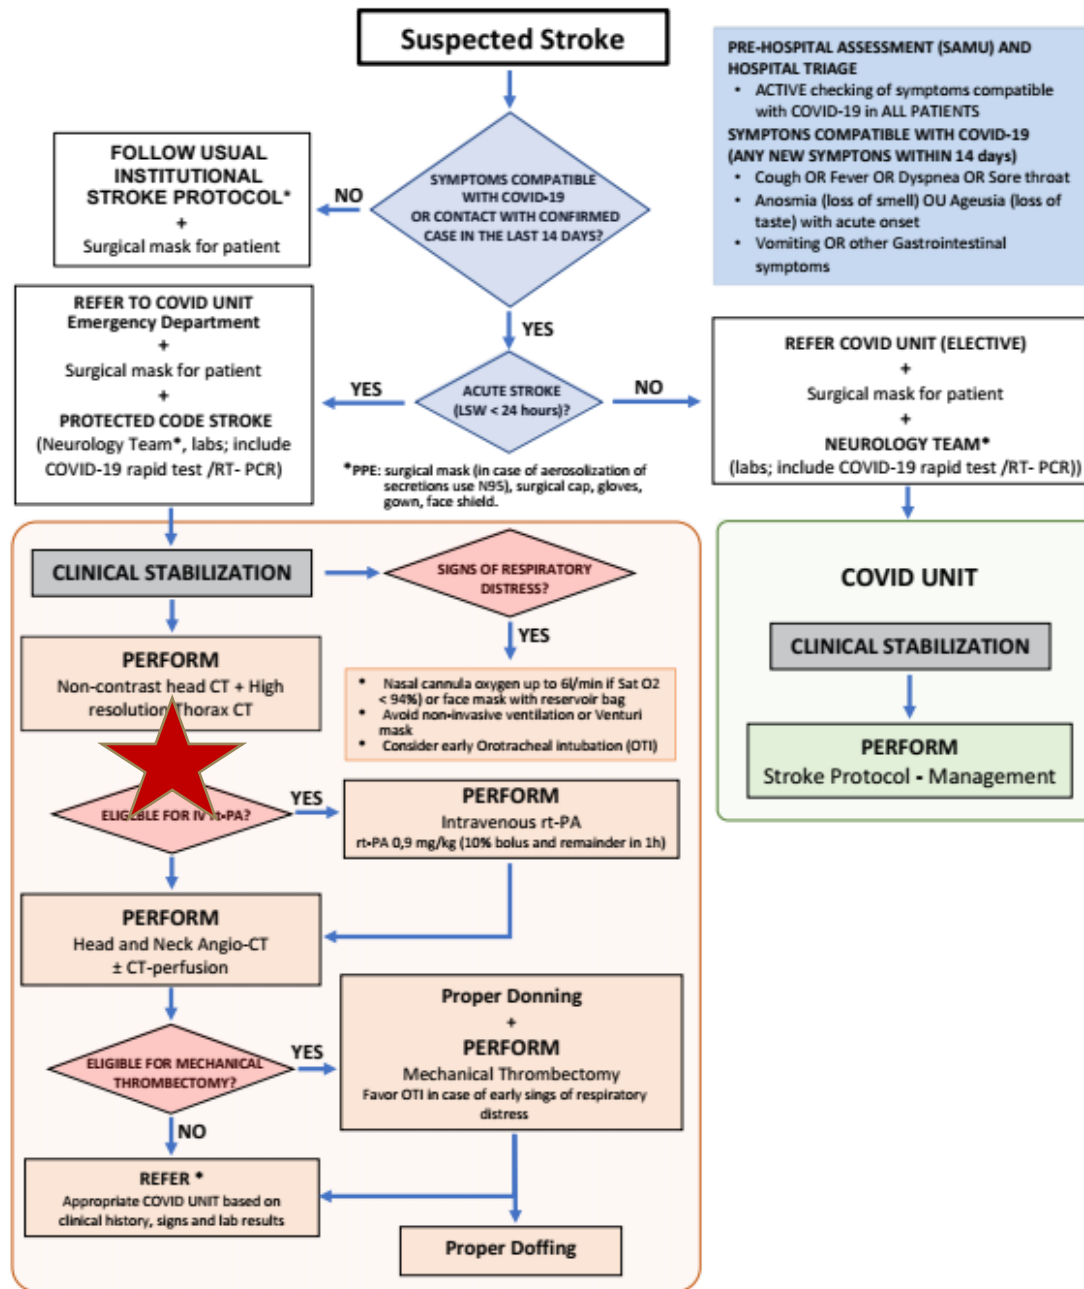 Suspected Stroke
PRE-HOSPITAL ASSESSMENT (SAMU) AND
HOSPITAL TRIAGE
• ACTIVE checking of symptoms compatible
with COVID-19 in ALL PATIENTS
SYMPTONS COMPATIBLE WITH COVID-19
(ANY NEW SYMPTOMS WITHIN 14 days)
• Cough OR Fever OR Dyspnea OR Sore throat
• Anosmia (loss of smell) OU Ageusia (loss of
taste) with acute onset
• Vomiting OR other Gastrointestinal
symptoms
FOLLOW USUAL
INSTITUTIONAL
STROKE PROTOCOL*
+
Surgical mask for patient
NO
SYMPTOMS COMPATIBLE
WITH COVID-19
OR CONTACT WITH CONFIRMED
CASE IN THE LAST 14 DAYS?
YES
REFER TO COVID UNIT
Emergency Department
+
Surgical mask for patient
+
PROTECTED CODE STROKE
(Neurology Team*, labs; include
COVID-19 rapid test /RT- PCR)
YES
ACUTE STROKE
(LSW < 24 hours)?
NO
REFER COVID UNIT (ELECTIVE)
+
Surgical mask for patient
+
NEUROLOGY TEAM*
(labs; include COVID-19 rapid test /RT- PCR))
*PPE: surgical mask (in case of aerosolization of
secretions use N95), surgical cap, gloves,
gown, face shield.
CLINICAL STABILIZATION
SIGNS OF RESPIRATORY
DISTRESS?
YES
* Nasal cannula oxygen up to 6l/min if Sat O2
< 94%) or face mask with reservoir bag
* Avoid non-invasive ventilation or Venturi
mask
* Consider early Orotracheal intubation (OTI)
PERFORM
Non-contrast head CT + High
resolution Thorax CT
ELIGIBLE FOR IV rt-PA?
YES
PERFORM
Intravenous rt-PA
rt-PA 0,9 mg/kg (10% bolus and remainder in 1h)
PERFORM
Head and Neck Angio-CT
± CT-perfusion
ELIGIBLE FOR MECHANICAL
THROMBECTOMY?
YES
Proper Donning
+
PERFORM
Mechanical Thrombectomy
Favor OTI in case of early sings of respiratory
distress
NO
REFER *
Appropriate COVID UNIT based on
clinical history, signs and lab results
Proper Doffing
COVID UNIT
CLINICAL STABILIZATION
PERFORM
Stroke Protocol - Management